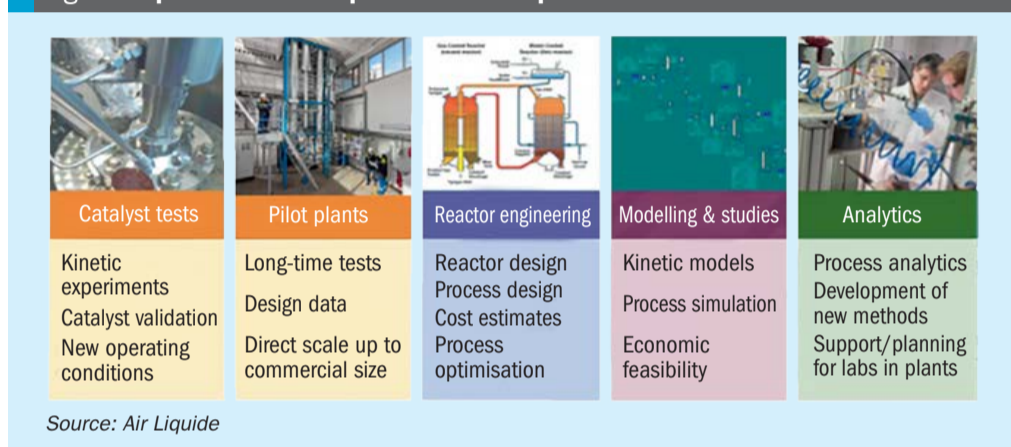 Catalyst tests
Kinetic
experiments
Catalyst validation
New operating
conditions
Pilot plants
Long-time tests
Design data
Direct scale up to
commercial size
Reactor engineering
Reactor design
Process design
Cost estimates
Process
optimisation
Modelling & studies
Kinetic models
Process simulation
Economic
feasibility
Analytics
Process analytics
Development of
new methods
Support/planning
for labs in plants
Source: Air Liquide